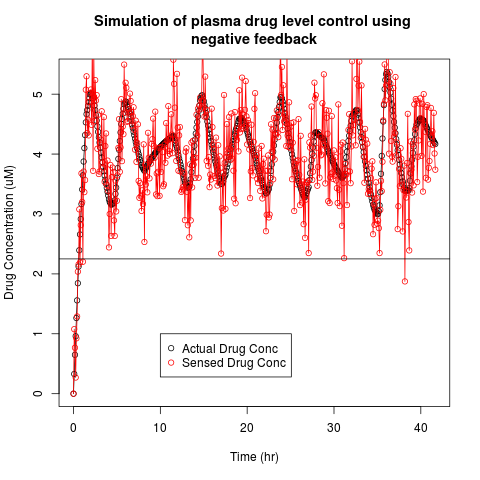 Simulation of plasma drug level control using
negative feedback
Drug Concentration (uM)
5
4
3
2
1
0
Actual Drug Conc
Sensed Drug Conc
0 10 20 30 40
Time (hr)